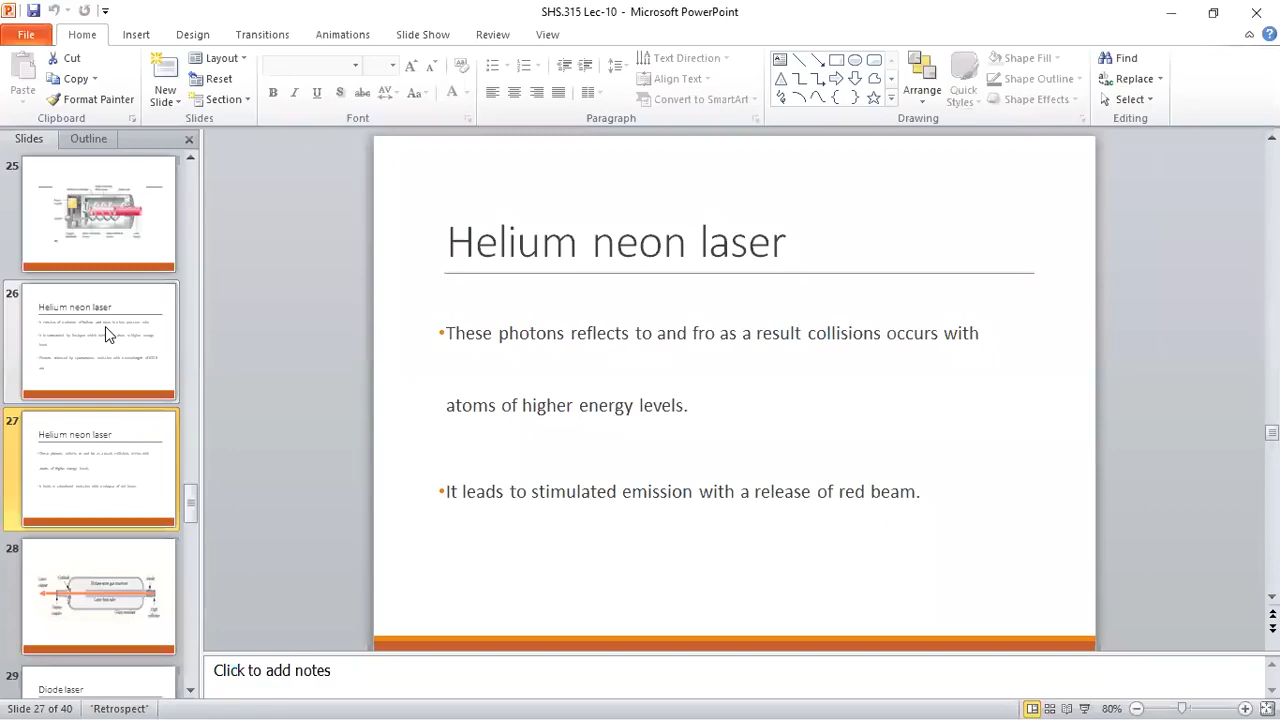 SHS.315 Lec-10 - Microsoft PowerPoint
File Home Insert Design Transitions Animations Slide Show Review View
Paste
Cut
Copy
Format Painter
Clipboard
New Slide
Layout
Reset
Section
Slides
B I U S abc AV Aa A
Font
Text Direction
Align Text
Convert to SmartArt
Paragraph
Arrange
Quick Styles
Shape Fill
Shape Outline
Shape Effects
Drawing
Find
Replace
Select
Editing
Slides Outline
25
26
Helium neon laser
27
Helium neon laser
28
29
Diode laser
Helium neon laser
•These photons reflects to and fro as a result collisions occurs with
atoms of higher energy levels.
•It leads to stimulated emission with a release of red beam.
Click to add notes
Slide 27 of 40 "Retrospect" 80%